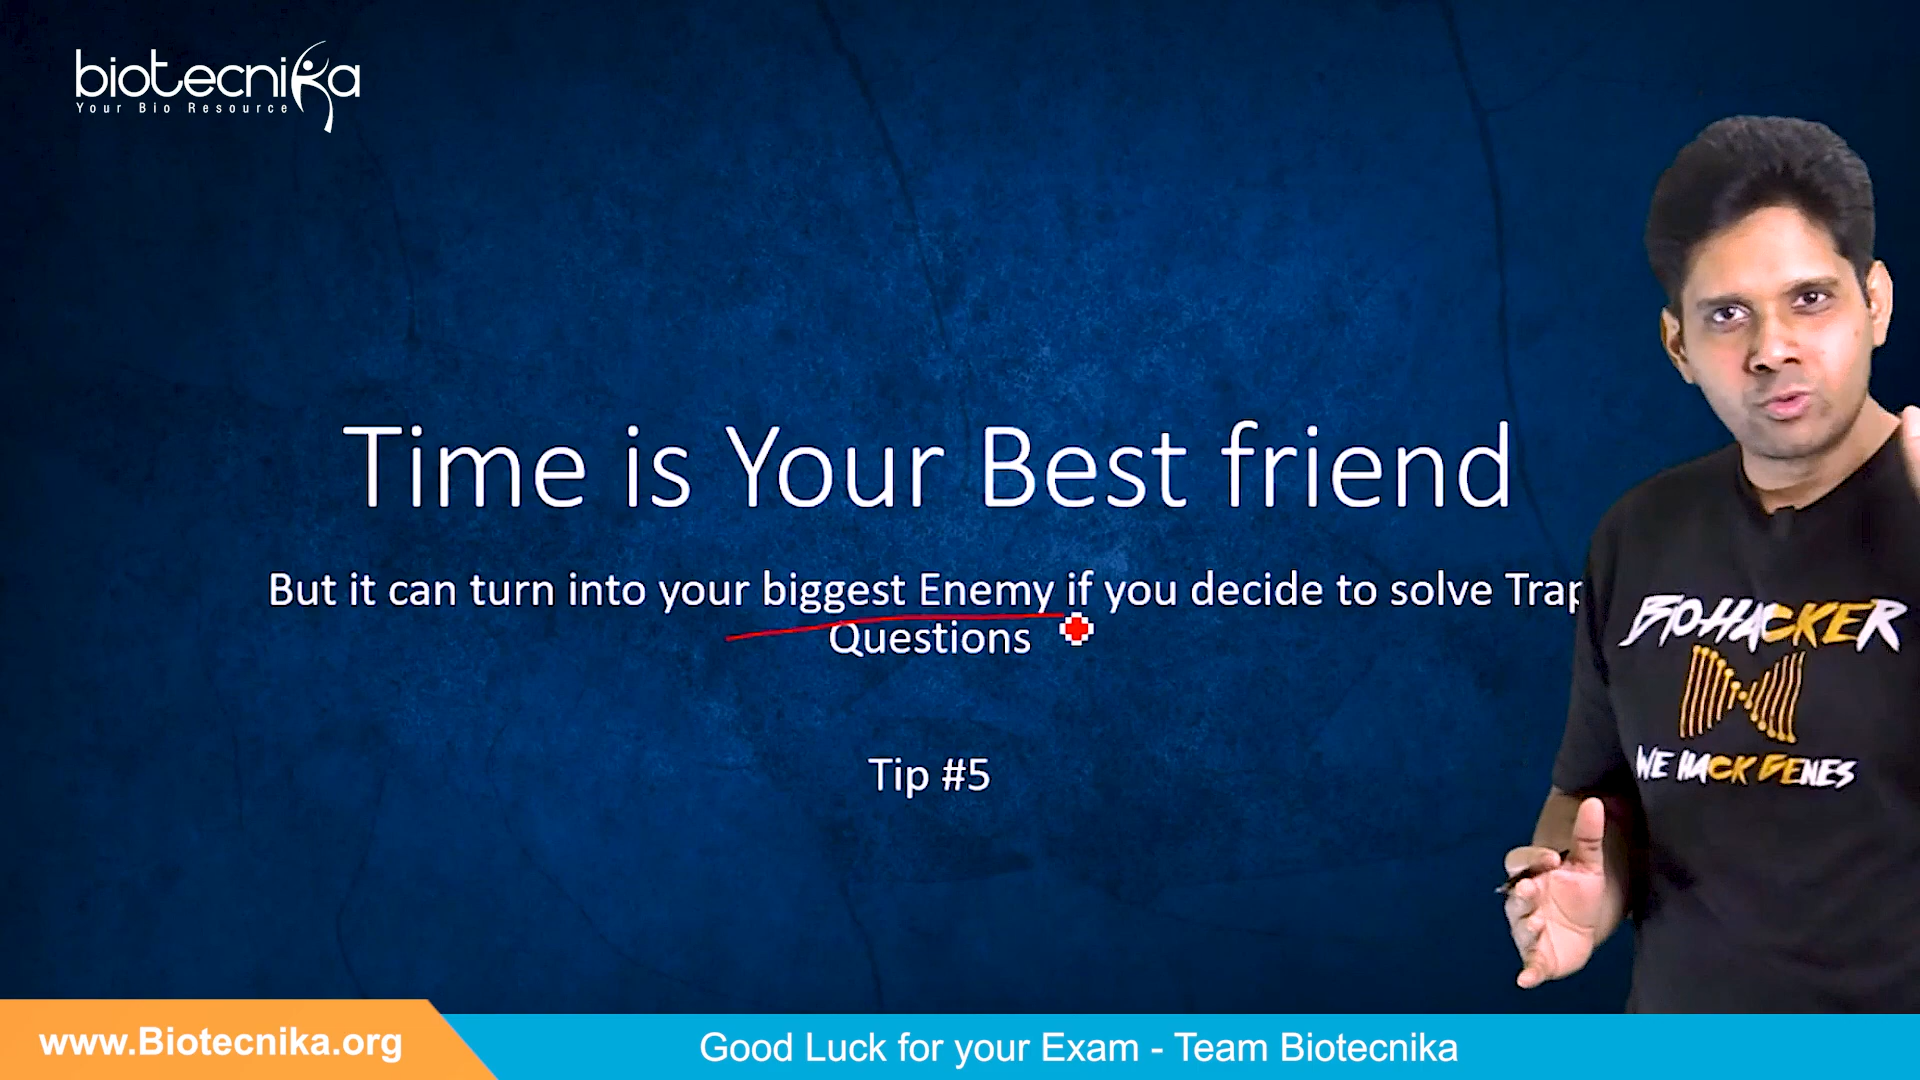 biotecnika
Your Bio Resource
Time is Your Best friend
But it can turn into your biggest Enemy if you decide to solve Trap
Questions
Tip #5
BIOHACKER
WE HACK GENES
www.Biotecnika.org
Good Luck for your Exam - Team Biotecnika